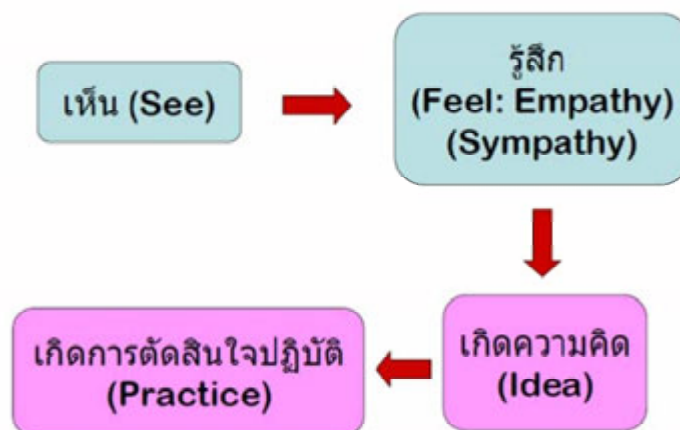 เห็น (See)
รู้สึก
(Feel: Empathy)
(Sympathy)
เกิดความคิด
(Idea)
เกิดการตัดสินใจปฏิบัติ
(Practice)